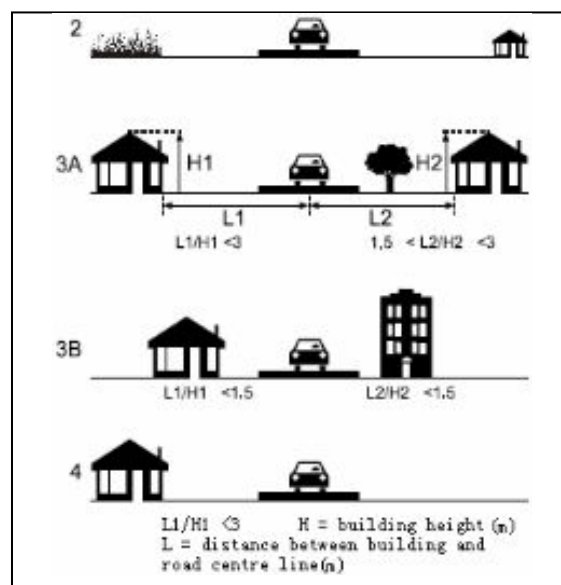 2
3A
H1
H2
L1
L2
L1/H1 <3
1,5 < L2/H2 <3
3B
L1/H1 <1.5
L2/H2 <1.5
4
L1/H1 <3 H = building height(m)
L = distance between building and
road centre line(m)